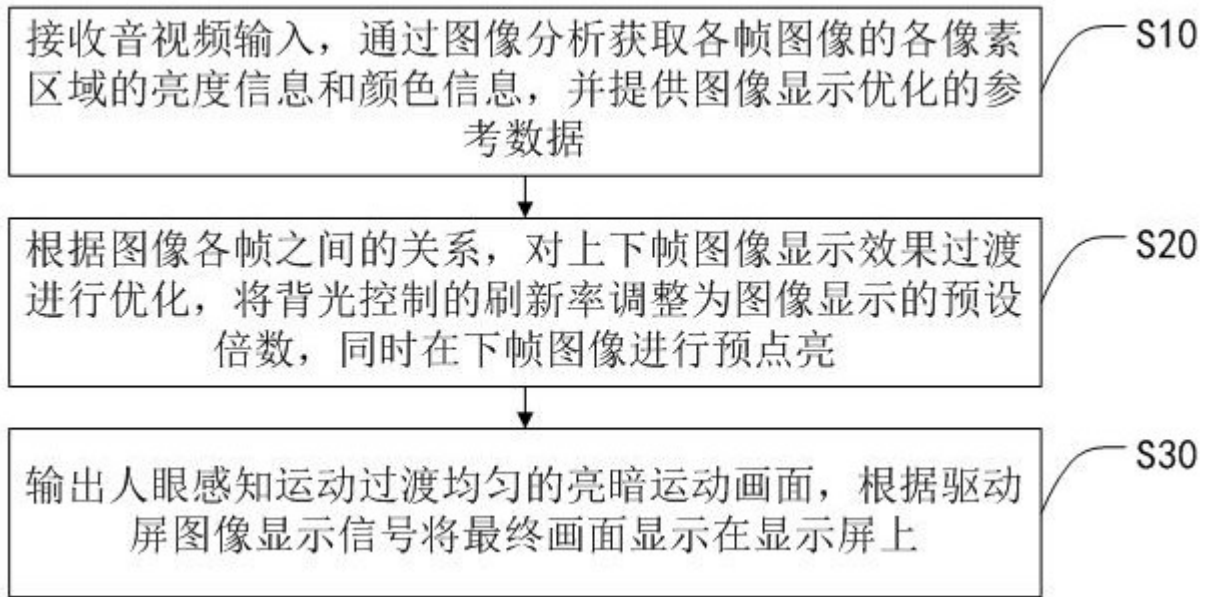 接收音视频输入，通过图像分析获取各帧图像的各像素
区域的亮度信息和颜色信息，并提供图像显示优化的参
考数据
S10
根据图像各帧之间的关系，对上下帧图像显示效果过渡
进行优化，将背光控制的刷新率调整为图像显示的预设
倍数，同时在下帧图像进行预点亮
S20
输出人眼感知运动过渡均匀的亮暗运动画面，根据驱动
屏图像显示信号将最终画面显示在显示屏上
S30